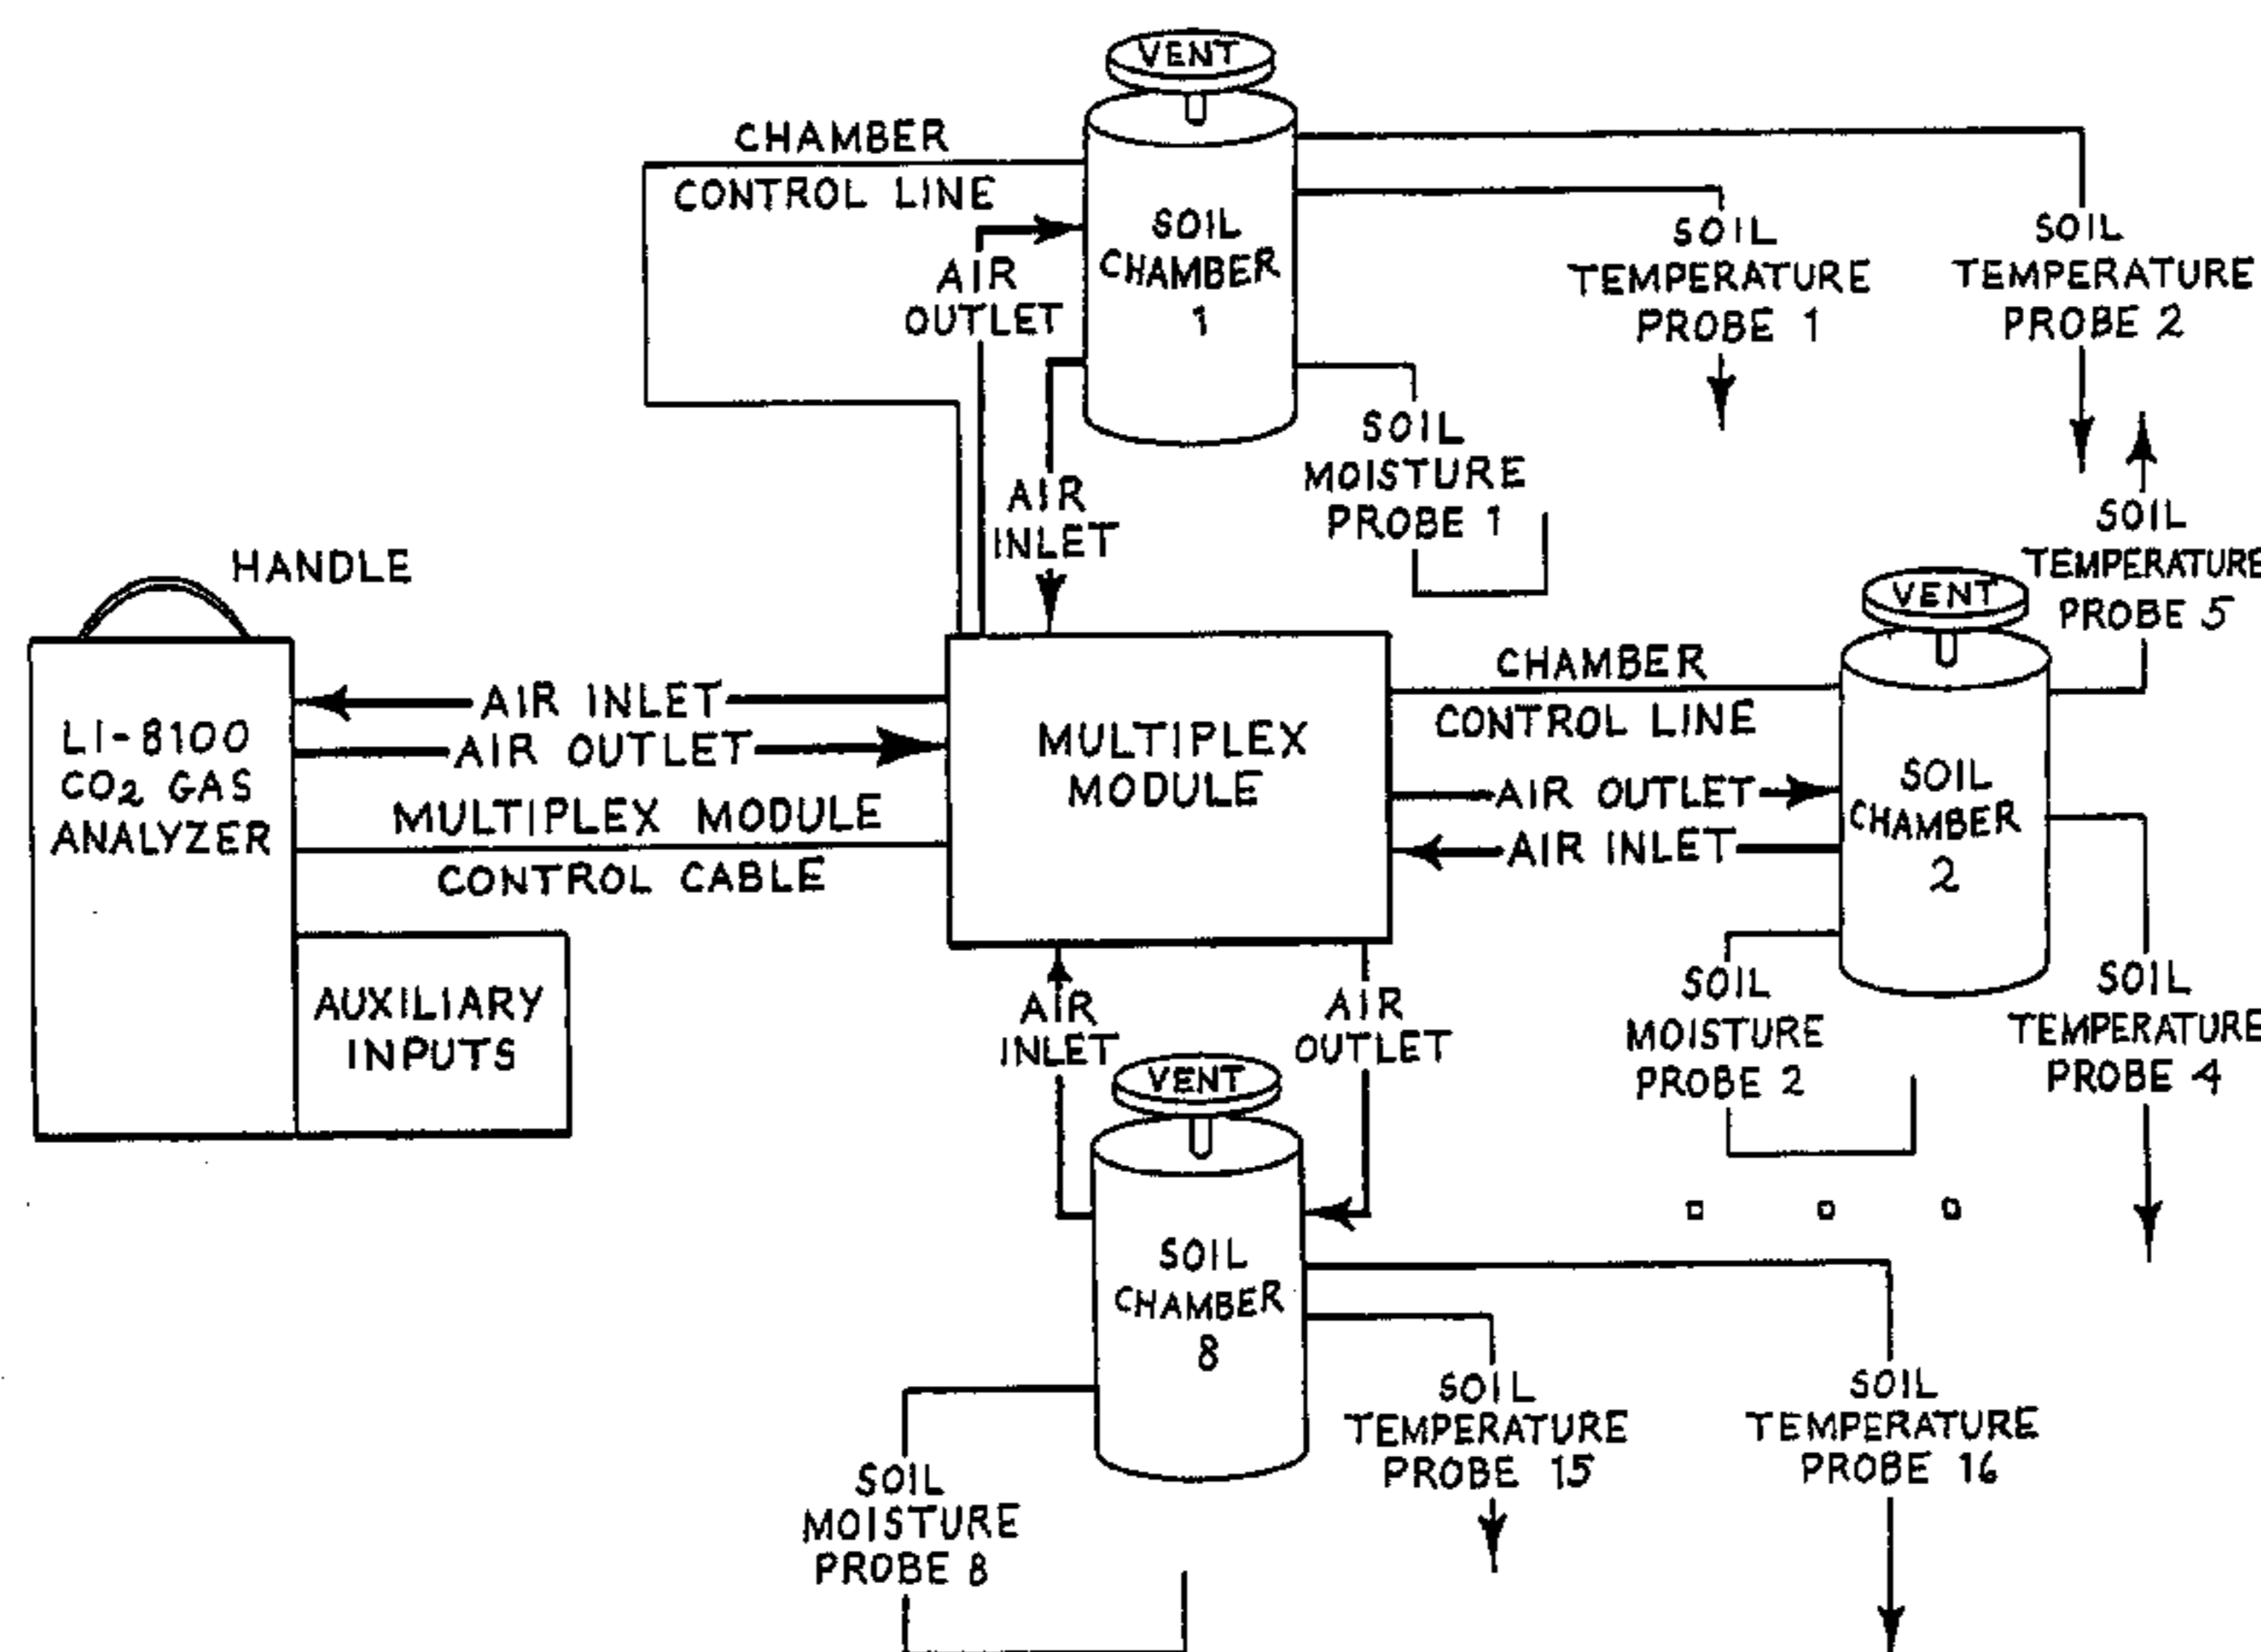 VENT
CHAMBER
CONTROL LINE
AIR
OUTLET
SOIL
CHAMBER
1
SOIL
TEMPERATURE
PROBE 1
SOIL
TEMPERATURE
PROBE 2
AIR
INLET
SOIL
MOISTURE
PROBE 1
HANDLE
LI-8100
CO₂ GAS
ANALYZER
AIR INLET
AIR OUTLET
MULTIPLEX MODULE
CONTROL CABLE
AUXILIARY
INPUTS
MULTIPLEX
MODULE
CHAMBER
CONTROL LINE
AIR OUTLET
AIR INLET
VENT
SOIL
CHAMBER
2
SOIL
TEMPERATURE
PROBE 5
SOIL
MOISTURE
PROBE 2
SOIL
TEMPERATURE
PROBE 4
AIR
INLET
AIR
OUTLET
VENT
SOIL
CHAMBER
8
SOIL
MOISTURE
PROBE 8
SOIL
TEMPERATURE
PROBE 15
SOIL
TEMPERATURE
PROBE 16